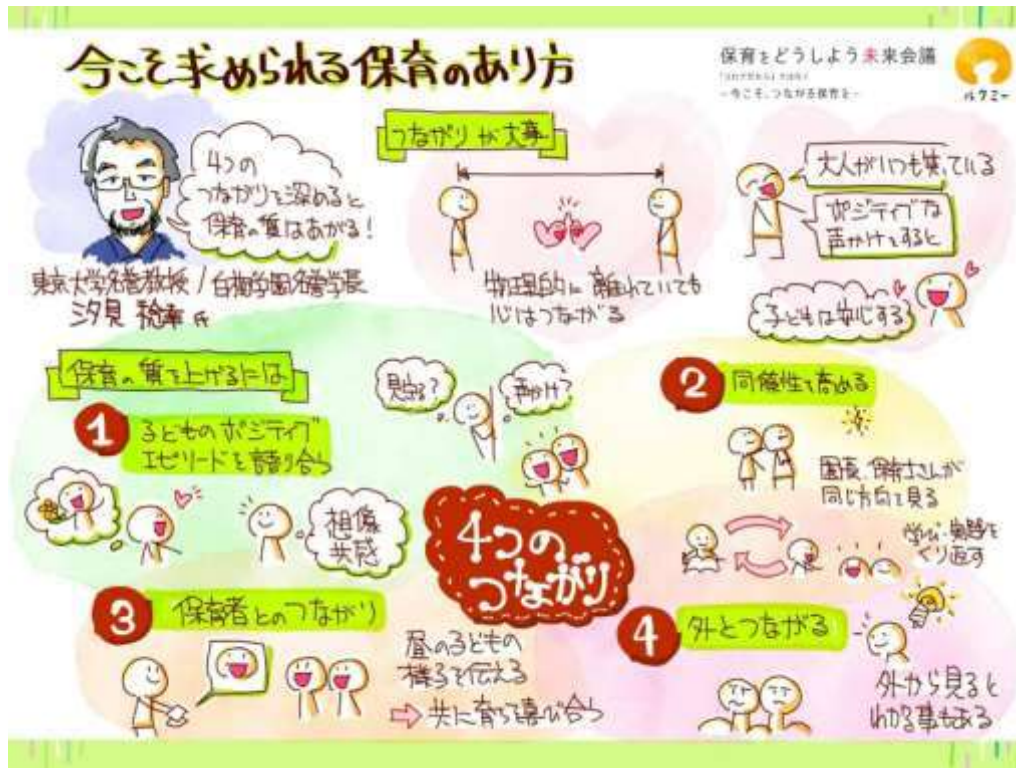 今こそ求められる保育のあり方
保育をどうしよう未来会議
－今こそ、つながる保育を－
ルクミー
4つの
つながりを深めると
保育の質はあがる！
東京大学名誉教授 / 白梅学園名誉学長
汐見 稔幸 氏
つながりが大事
物理的に離れていても
心はつながる
大人がいつも笑っている
ポジティブな
声かけをすると
子どもは安心する
保育の質を上げるには
1 子どものポジティブ
エピソードを語り合う
想像
共感
見守る？
声かけ？
4つの
つながり
2 同僚性を高める
園長、保育士さんが
同じ方向を見る
学び・実践を
くり返す
3 保育者とのつながり
昼の子どもの
様子を伝える
⇨ 共に育ちを喜び合う
4 外とつながる
外から見ると
わかる事もある